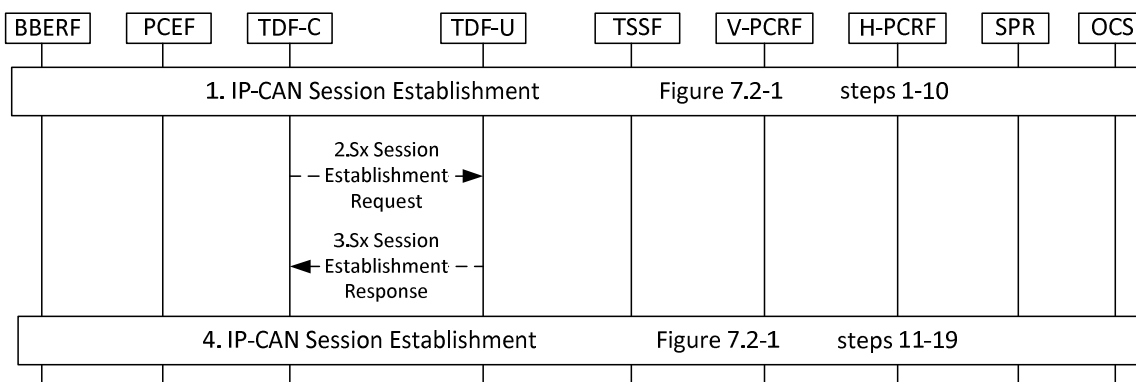 BBERF PCEF TDF-C TDF-U TSSF V-PCRF H-PCRF SPR OCS
1. IP-CAN Session Establishment Figure 7.2-1 steps 1-10
2.Sx Session
Establishment
Request
3.Sx Session
Establishment
Response
4. IP-CAN Session Establishment Figure 7.2-1 steps 11-19